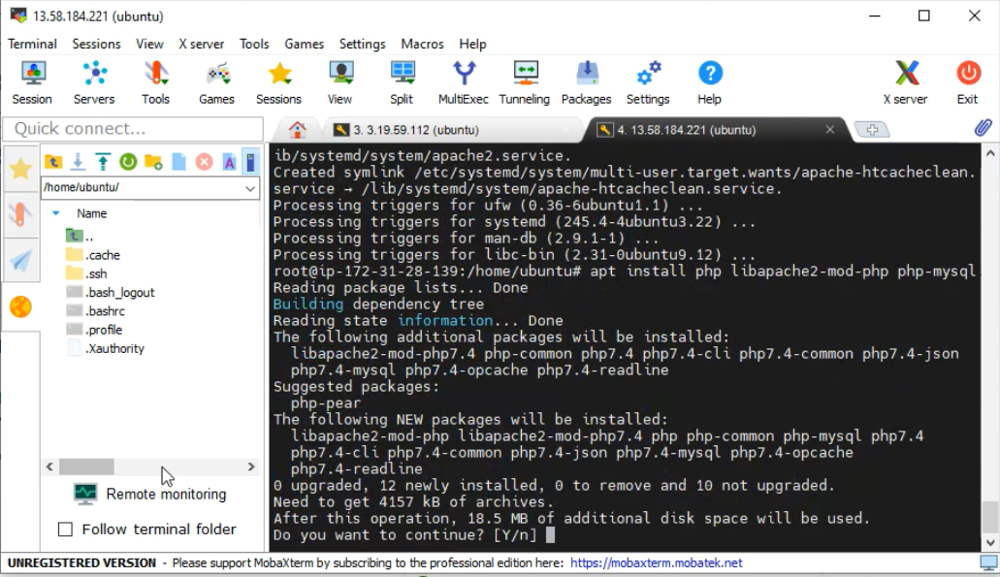 13.58.184.221 (ubuntu)
Terminal Sessions View X server Tools Games Settings Macros Help
Session Servers Tools Games Sessions View Split MultiExec Tunneling Packages Settings Help X server Exit
Quick connect...
3. 3.19.59.112 (ubuntu)
4. 13.58.184.221 (ubuntu)
/home/ubuntu/
Name
..
.cache
.ssh
.bash_logout
.bashrc
.profile
.Xauthority
Remote monitoring
Follow terminal folder
ib/systemd/system/apache2.service.
Created symlink /etc/systemd/system/multi-user.target.wants/apache-htcacheclean.
service → /lib/systemd/system/apache-htcacheclean.service.
Processing triggers for ufw (0.36-6ubuntu1.1) ...
Processing triggers for systemd (245.4-4ubuntu3.22) ...
Processing triggers for man-db (2.9.1-1) ...
Processing triggers for libc-bin (2.31-0ubuntu9.12) ...
root@ip-172-31-28-139:/home/ubuntu# apt install php libapache2-mod-php php-mysql
Reading package lists... Done
Building dependency tree
Reading state information... Done
The following additional packages will be installed:
libapache2-mod-php7.4 php-common php7.4 php7.4-cli php7.4-common php7.4-json
php7.4-mysql php7.4-opcache php7.4-readline
Suggested packages:
php-pear
The following NEW packages will be installed:
libapache2-mod-php libapache2-mod-php7.4 php php-common php-mysql php7.4
php7.4-cli php7.4-common php7.4-json php7.4-mysql php7.4-opcache
php7.4-readline
0 upgraded, 12 newly installed, 0 to remove and 10 not upgraded.
Need to get 4157 kB of archives.
After this operation, 18.5 MB of additional disk space will be used.
Do you want to continue? [Y/n]
UNREGISTERED VERSION - Please support MobaXterm by subscribing to the professional edition here: https://mobaxterm.mobatek.net